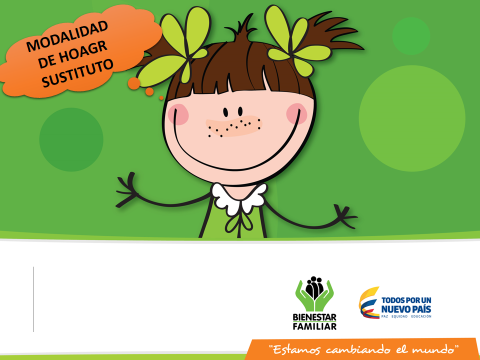 MODALIDAD
DE HOAGR
SUSTITUTO
BIENESTAR
FAMILIAR
TODOS POR UN
NUEVO PAÍS
PAZ EQUIDAD EDUCACIÓN
"Estamos cambiando el mundo"